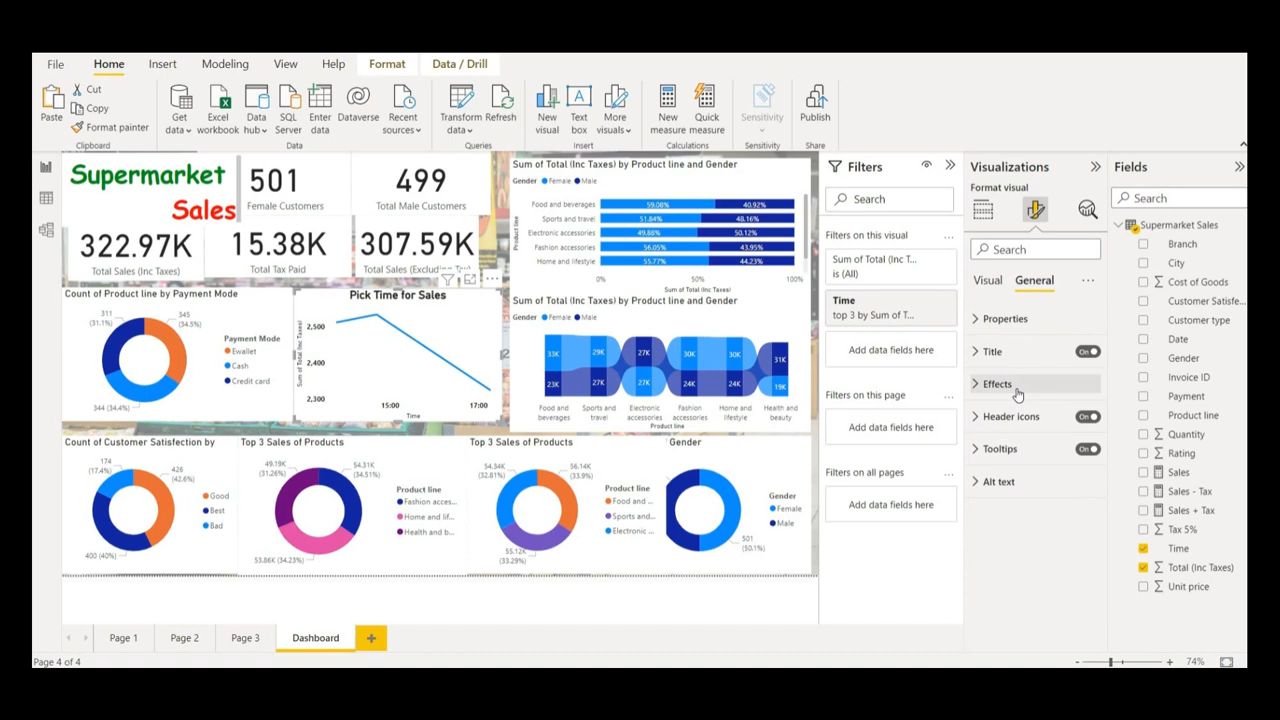 File Home Insert Modeling View Help Format Data / Drill
Paste
Cut
Copy
Format painter
Clipboard
Get data
Excel workbook
Data hub
SQL Server
Enter data
Dataverse
Recent sources
Data
Transform data
Refresh
Queries
New visual
Text box
More visuals
Insert
New measure
Quick measure
Calculations
Sensitivity
Sensitivity
Publish
Share
Supermarket
Sales
501
Female Customers
499
Total Male Customers
322.97K
Total Sales (Inc Taxes)
15.38K
Total Tax Paid
307.59K
Total Sales (Excluding Tax)
Sum of Total (Inc Taxes) by Product line and Gender
Gender Female Male
Product line
Food and beverages 59.08% 40.92%
Sports and travel 51.84% 48.16%
Electronic accessories 49.88% 50.12%
Fashion accessories 56.05% 43.95%
Home and lifestyle 55.77% 44.23%
0% 50% 100%
Sum of Total (Inc Taxes)
Count of Product line by Payment Mode
311
(31.1%)
345
(34.5%)
344 (34.4%)
Payment Mode
Ewallet
Cash
Credit card
Pick Time for Sales
Sum of Total (Inc Taxes)
2,500
2,400
2,300
15:00 17:00
Time
Sum of Total (Inc Taxes) by Product line and Gender
Gender Female Male
33K 29K 27K 30K 30K 31K
23K 27K 27K 24K 24K 19K
Food and beverages
Sports and travel
Electronic accessories
Fashion accessories
Home and lifestyle
Health and beauty
Product line
Count of Customer Satisfection by
174
(17.4%)
426
(42.6%)
400 (40%)
Good
Best
Bad
Top 3 Sales of Products
49.19K
(31.26%)
54.31K
(34.51%)
53.86K (34.23%)
Product line
Fashion acces...
Home and lif...
Health and b...
Top 3 Sales of Products
54.34K
(32.81%)
56.14K
(33.9%)
55.12K
(33.29%)
Product line
Food and ...
Sports and...
Electronic ...
Gender
501
(50.1%)
Gender
Female
Male
Filters
Search
Filters on this visual ...
Sum of Total (Inc T...
is (All)
Time
top 3 by Sum of T...
Add data fields here
Filters on this page ...
Add data fields here
Filters on all pages ...
Add data fields here
Visualizations
Format visual
Search
Visual General ...
Properties
Title On
Effects
Header icons On
Tooltips On
Alt text
Fields
Search
Supermarket Sales
Branch
City
Cost of Goods
Customer Satisfe...
Customer type
Date
Gender
Invoice ID
Payment
Product line
Quantity
Rating
Sales
Sales - Tax
Sales + Tax
Tax 5%
Time
Total (Inc Taxes)
Unit price
Page 1 Page 2 Page 3 Dashboard +
Page 4 of 4
- + 74%